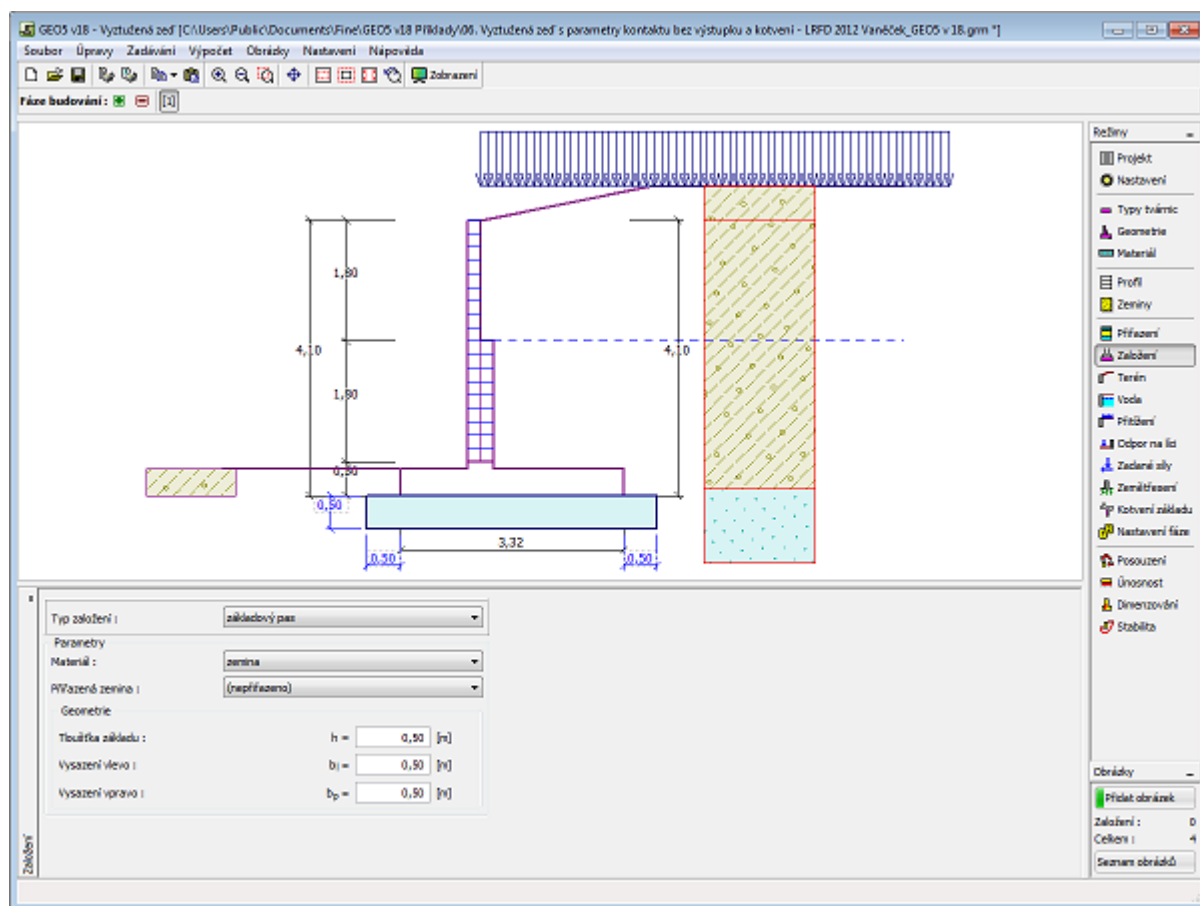 GEO5 v18 - Vyztužená zeď [C:\Users\Public\Documents\Fine\GEO5 v18 Příklady\06. Vyztužená zeď s parametry kontaktu bez výstupku a kotvení - LRFD 2012 Vaněček_GEO5 v18.grm *]
Soubor Úpravy Zadávání Výpočet Obrázky Nastavení Nápověda
Zobrazení
Fáze budování : [1]
1,80
4,10
4,10
1,80
0,50
0,50
3,32
0,50
0,50
Typ založení :
základový pas
Parametry
Materiál :
zemina
Přiřazená zemina :
(nepřiřazeno)
Geometrie
Tloušťka základu :
h =
0,50
[m]
Vysazení vlevo :
bl =
0,50
[m]
Vysazení vpravo :
bp =
0,50
[m]
Založení
Režimy
Projekt
Nastavení
Typy tvárnic
Geometrie
Materiál
Profil
Zeminy
Přiřazení
Založení
Terén
Voda
Přitížení
Odpor na líci
Zadané síly
Zemětřesení
Kotvení základu
Nastavení fáze
Posouzení
Únosnost
Dimenzování
Stabilita
Obrázky
Přidat obrázek
Založení : 0
Celkem : 4
Seznam obrázků